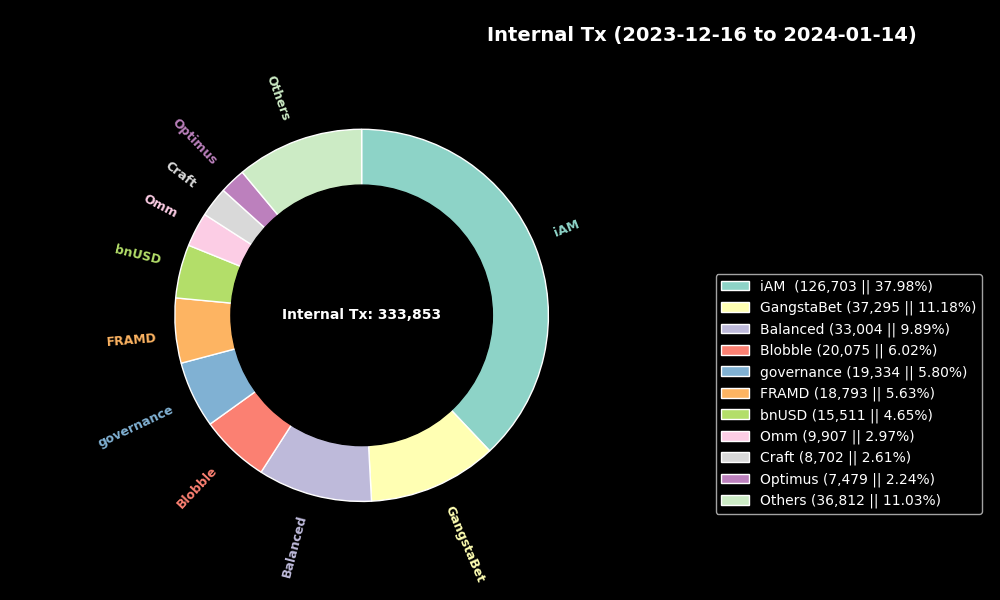 Internal Tx (2023-12-16 to 2024-01-14)
Others
Optimus
Craft
Omm
bnUSD
FRAMD
governance
Blobble
Balanced
GangstaBet
iAM
Internal Tx: 333,853
iAM  (126,703 || 37.98%)
GangstaBet (37,295 || 11.18%)
Balanced (33,004 || 9.89%)
Blobble (20,075 || 6.02%)
governance (19,334 || 5.80%)
FRAMD (18,793 || 5.63%)
bnUSD (15,511 || 4.65%)
Omm (9,907 || 2.97%)
Craft (8,702 || 2.61%)
Optimus (7,479 || 2.24%)
Others (36,812 || 11.03%)